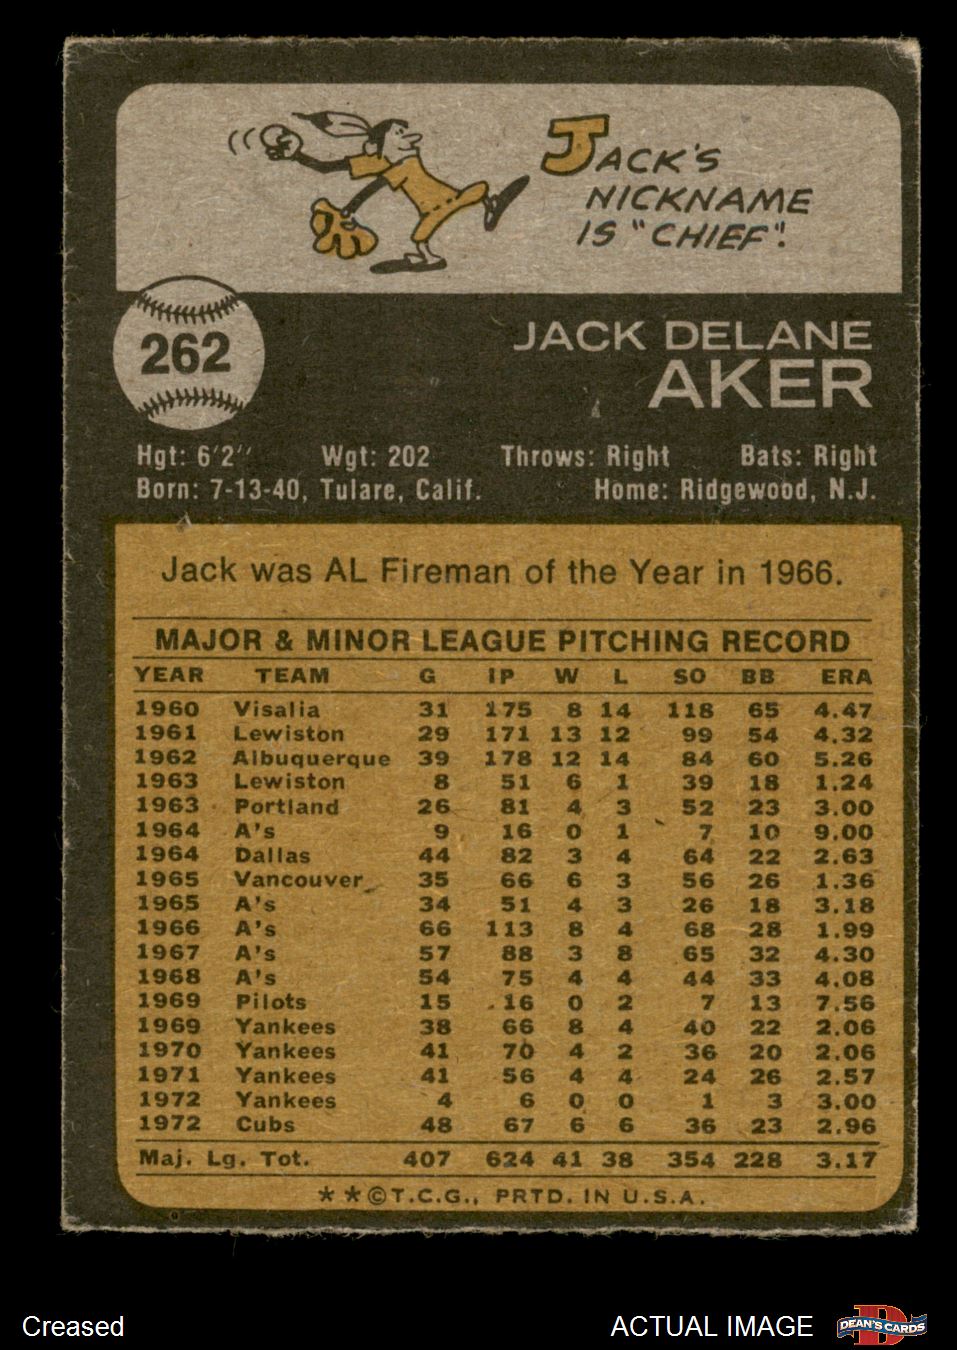 JACK'S
NICKNAME
IS "CHIEF".
262
JACK DELANE
AKER
Hgt: 6'2'' Wgt: 202 Throws: Right Bats: Right
Born: 7-13-40, Tulare, Calif. Home: Ridgewood, N.J.
Jack was AL Fireman of the Year in 1966.
MAJOR & MINOR LEAGUE PITCHING RECORD
YEAR TEAM G IP W L SO BB ERA
1960 Visalia 31 175 8 14 118 65 4.47
1961 Lewiston 29 171 13 12 99 54 4.32
1962 Albuquerque 39 178 12 14 84 60 5.26
1963 Lewiston 8 51 6 1 39 18 1.24
1963 Portland 26 81 4 3 52 23 3.00
1964 A's 9 16 0 1 7 10 9.00
1964 Dallas 44 82 3 4 64 22 2.63
1965 Vancouver 35 66 6 3 56 26 1.36
1965 A's 34 51 4 3 26 18 3.18
1966 A's 66 113 8 4 68 28 1.99
1967 A's 57 88 3 8 65 32 4.30
1968 A's 54 75 4 4 44 33 4.08
1969 Pilots 15 16 0 2 7 13 7.56
1969 Yankees 38 66 8 4 40 22 2.06
1970 Yankees 41 70 4 2 36 20 2.06
1971 Yankees 41 56 4 4 24 26 2.57
1972 Yankees 4 6 0 0 1 3 3.00
1972 Cubs 48 67 6 6 36 23 2.96
Maj. Lg. Tot. 407 624 41 38 354 228 3.17
**©T.C.G., PRTD. IN U.S.A.
Creased
ACTUAL IMAGE
D
DEAN'S CARDS